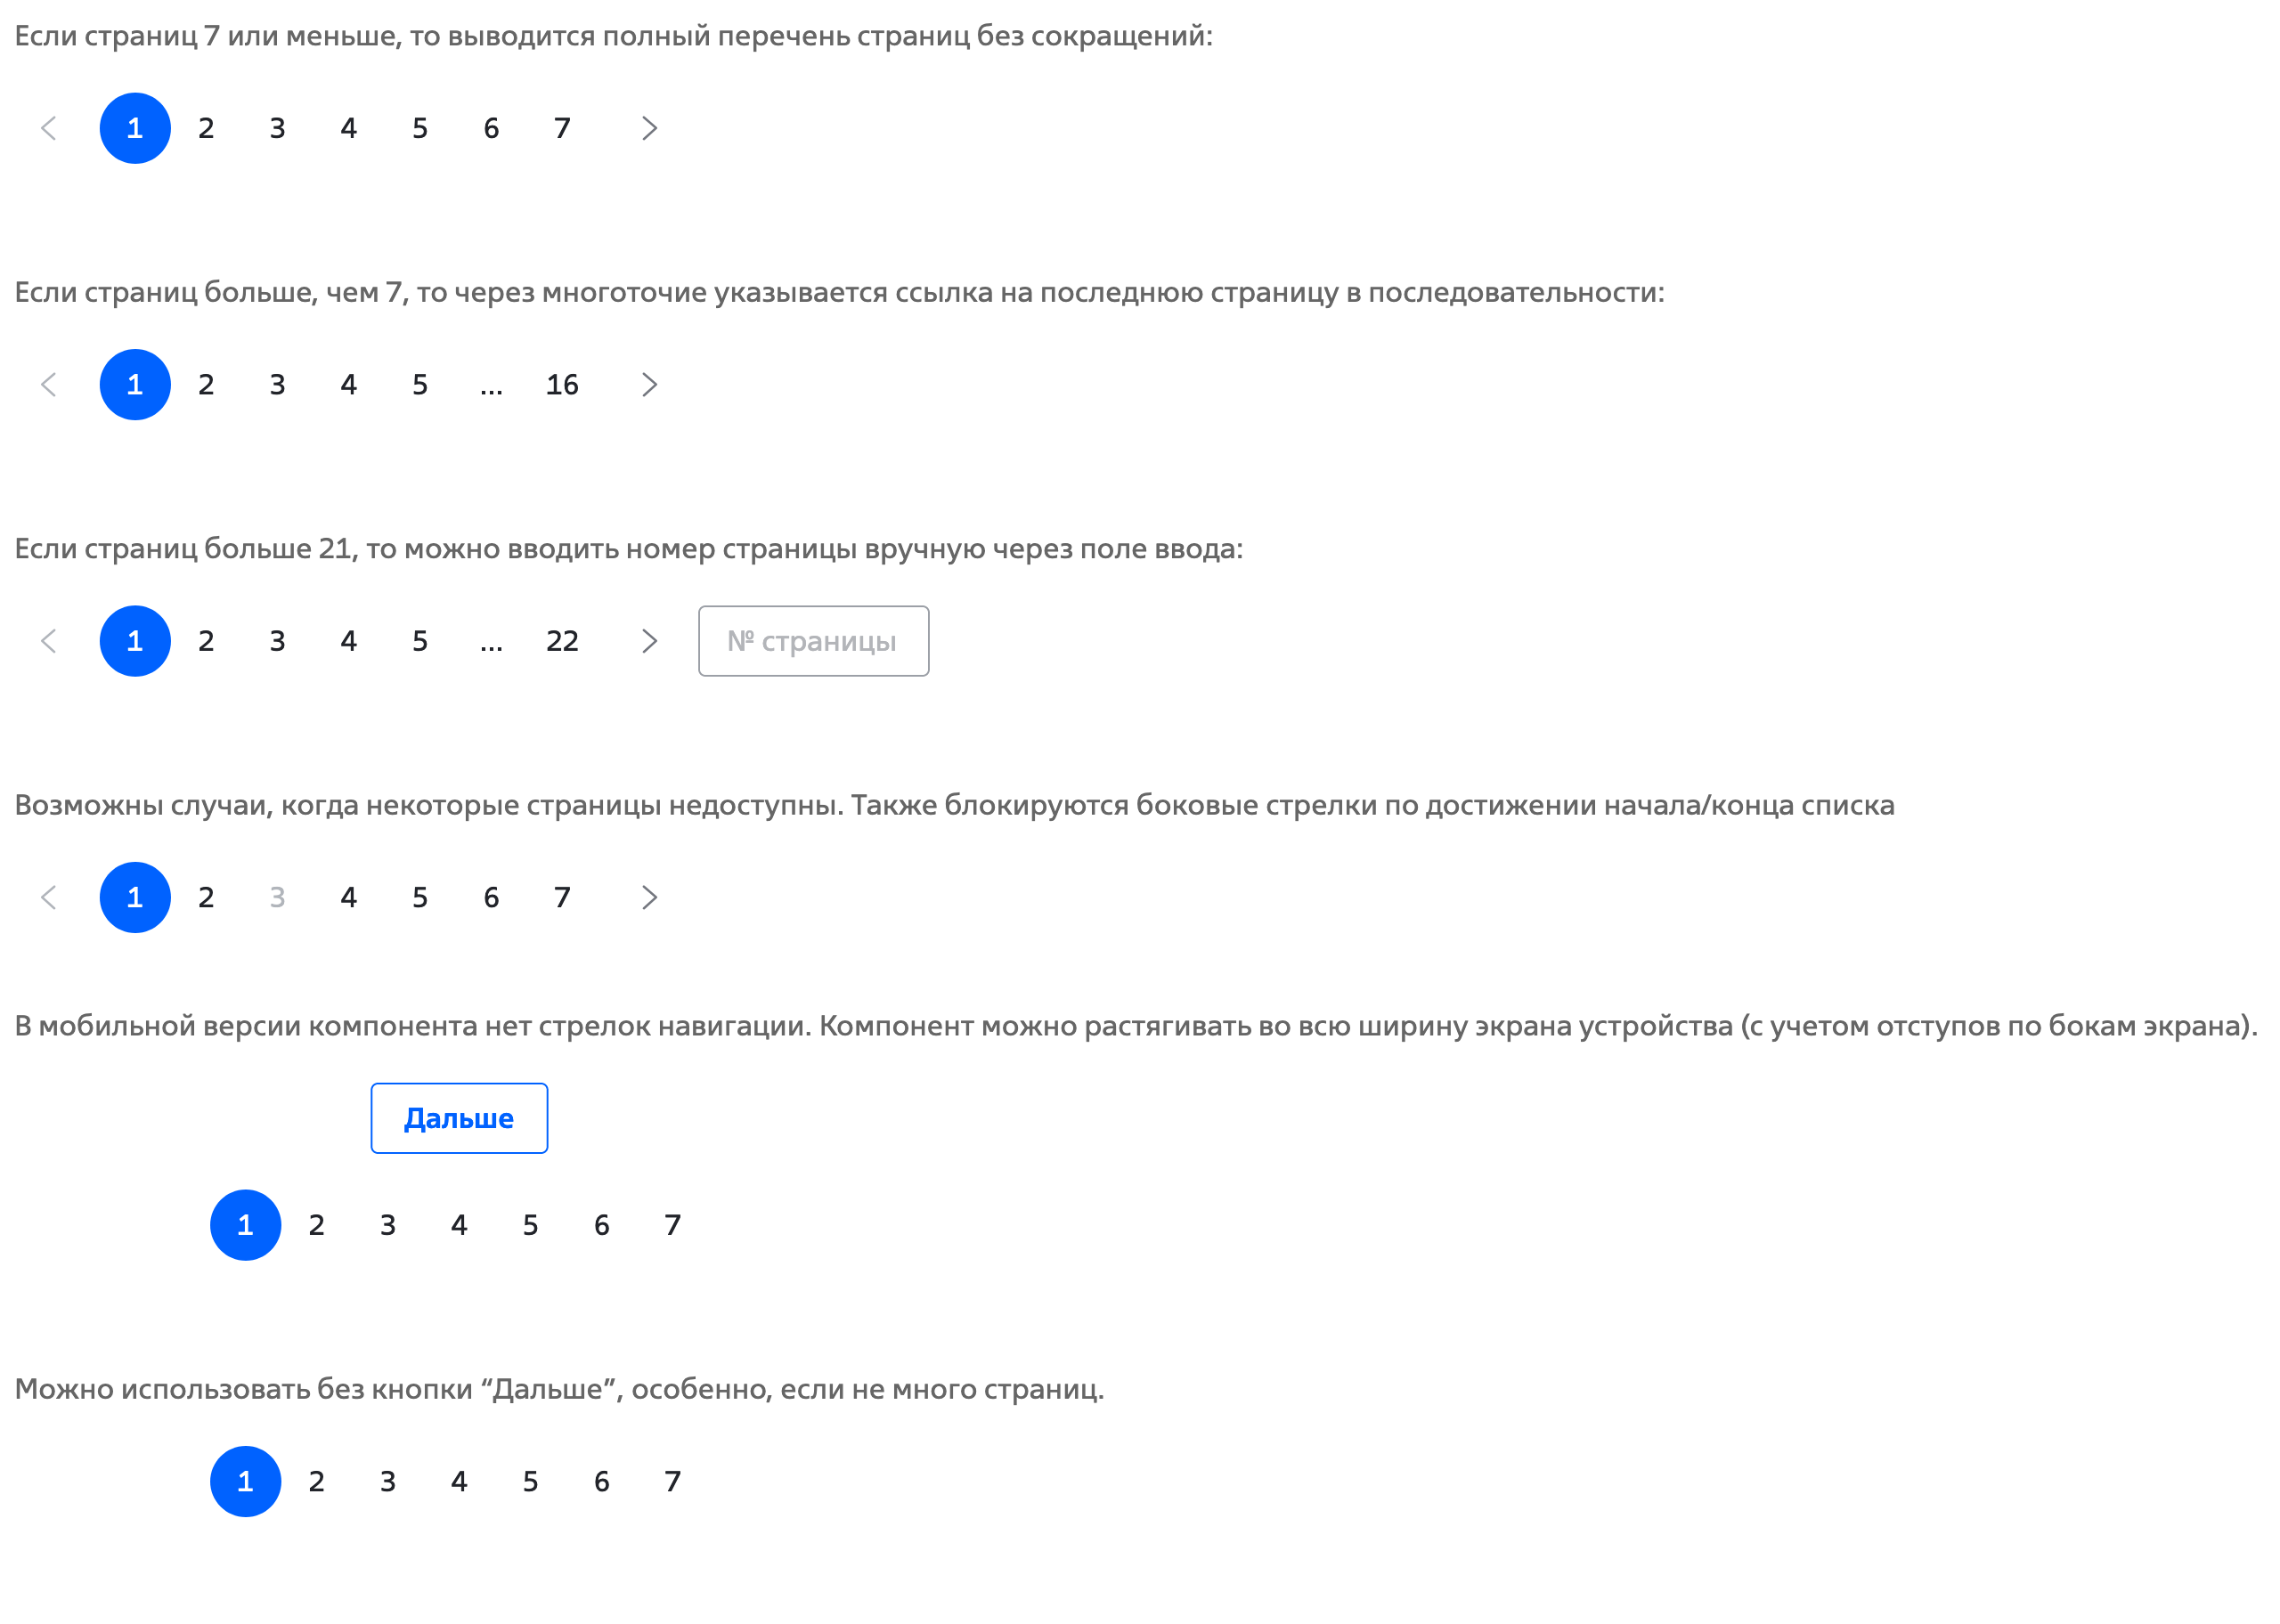 Если страниц 7 или меньше, то выводится полный перечень страниц без сокращений:
1 2 3 4 5 6 7
Если страниц больше, чем 7, то через многоточие указывается ссылка на последнюю страницу в последовательности:
1 2 3 4 5 ... 16
Если страниц больше 21, то можно вводить номер страницы вручную через поле ввода:
1 2 3 4 5 ... 22 № страницы
Возможны случаи, когда некоторые страницы недоступны. Также блокируются боковые стрелки по достижении начала/конца списка
1 2 3 4 5 6 7
В мобильной версии компонента нет стрелок навигации. Компонент можно растягивать во всю ширину экрана устройства (с учетом отступов по бокам экрана).
Дальше
1 2 3 4 5 6 7
Можно использовать без кнопки “Дальше”, особенно, если не много страниц.
1 2 3 4 5 6 7